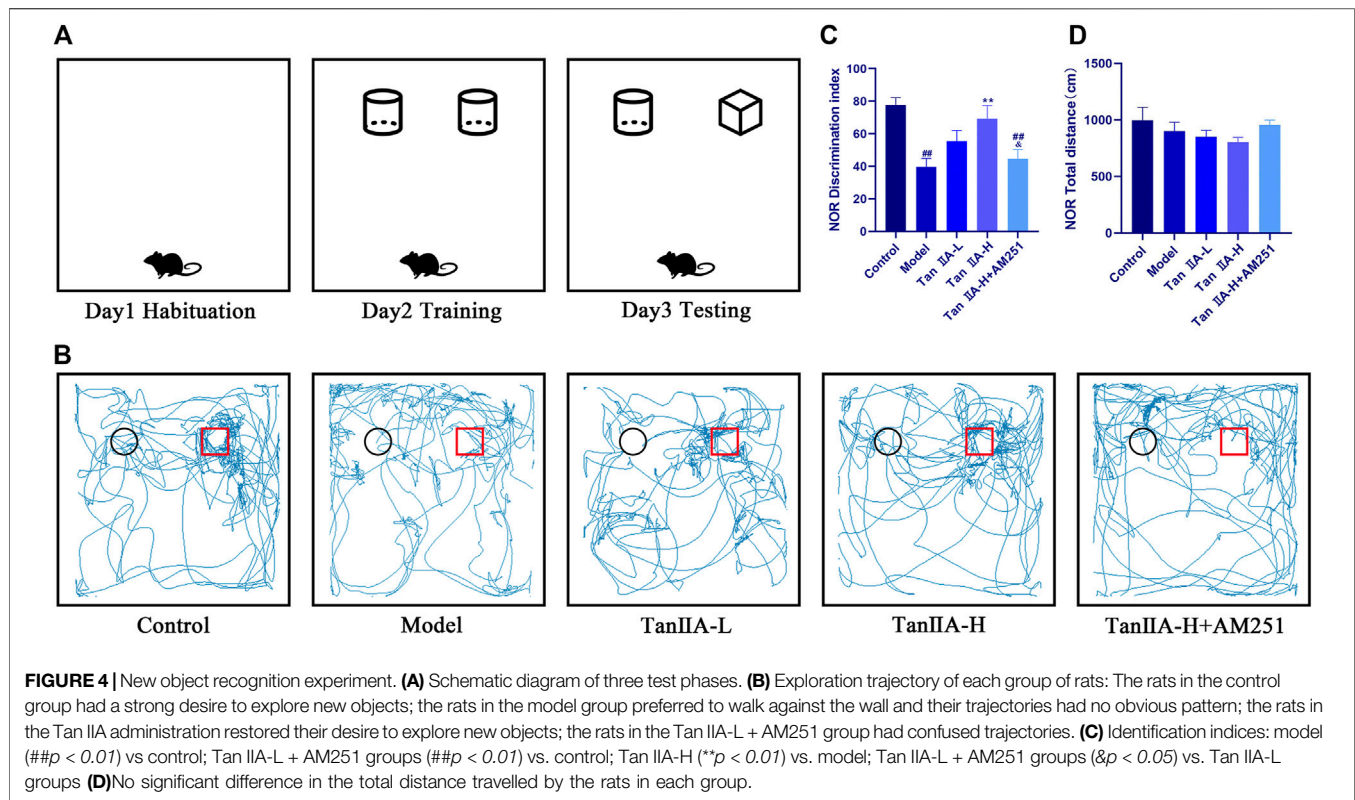 A
Day1 Habituation
Day2 Training
Day3 Testing
C
NOR Discrimination index
100
80
60
40
20
0
##
**
##
&
Control
Model
Tan IIA-L
Tan IIA-H
Tan IIA-H+AM251
D
NOR Total distance(cm)
1500
1000
500
0
Control
Model
Tan IIA-L
Tan IIA-H
Tan IIA-H+AM251
B
Control
Model
TanIIA-L
TanIIA-H
TanIIA-H+AM251
FIGURE 4 | New object recognition experiment. (A) Schematic diagram of three test phases. (B) Exploration trajectory of each group of rats: The rats in the control
group had a strong desire to explore new objects; the rats in the model group preferred to walk against the wall and their trajectories had no obvious pattern; the rats in
the Tan IIA administration restored their desire to explore new objects; the rats in the Tan IIA-L + AM251 group had confused trajectories. (C) Identification indices: model
(##p < 0.01) vs control; Tan IIA-L + AM251 groups (##p < 0.01) vs. control; Tan IIA-H (**p < 0.01) vs. model; Tan IIA-L + AM251 groups (&p < 0.05) vs. Tan IIA-L
groups (D)No significant difference in the total distance travelled by the rats in each group.